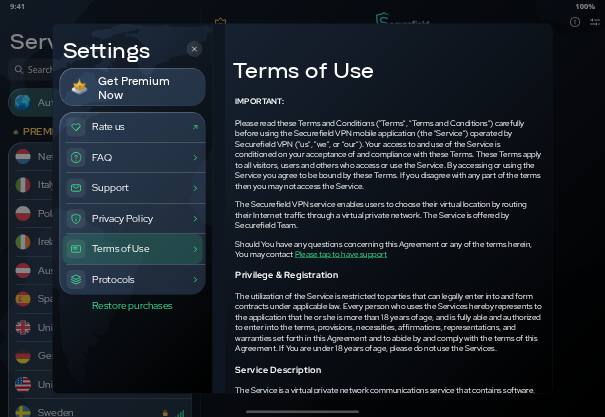 9:41
100%
Settings
Get Premium
Now
Rate us
FAQ
Support
Privacy Policy
Terms of Use
Protocols
Restore purchases
Terms of Use
IMPORTANT:
Please read these Terms and Conditions ("Terms", "Terms and Conditions") carefully
before using the Securefield VPN mobile application (the "Service") operated by
Securefield VPN ("us", "we", or "our"). Your access to and use of the Service is
conditioned on your acceptance of and compliance with these Terms. These Terms apply
to all visitors, users and others who access or use the Service. By accessing or using the
Service you agree to be bound by these Terms. If you disagree with any part of the terms
then you may not access the Service.
The Securefield VPN service enables users to choose their virtual location by routing
their Internet traffic through a virtual private network. The Service is offered by
Securefield Team.
Should You have any questions concerning this Agreement or any of the terms herein,
You may contact Please tap to have support
Privilege & Registration
The utilization of the Service is restricted to parties that can legally enter into and form
contracts under applicable law. Every person who uses the Services hereby represents to
the application that he or she is more than 18 years of age, and is fully able and authorized
to enter into the terms, provisions, necessities, affirmations, representations, and
warranties set forth in this Agreement and to abide by and comply with the terms of this
Agreement. If You are under 18 years of age, please do not use the Services.
Service Description
The Service is a virtual private network communications service that contains software,
Serv
Search
Aut
PREMI
Ne
Italy
Pol
Irel
Aus
Spa
Uni
Ge
Uni
Sweden